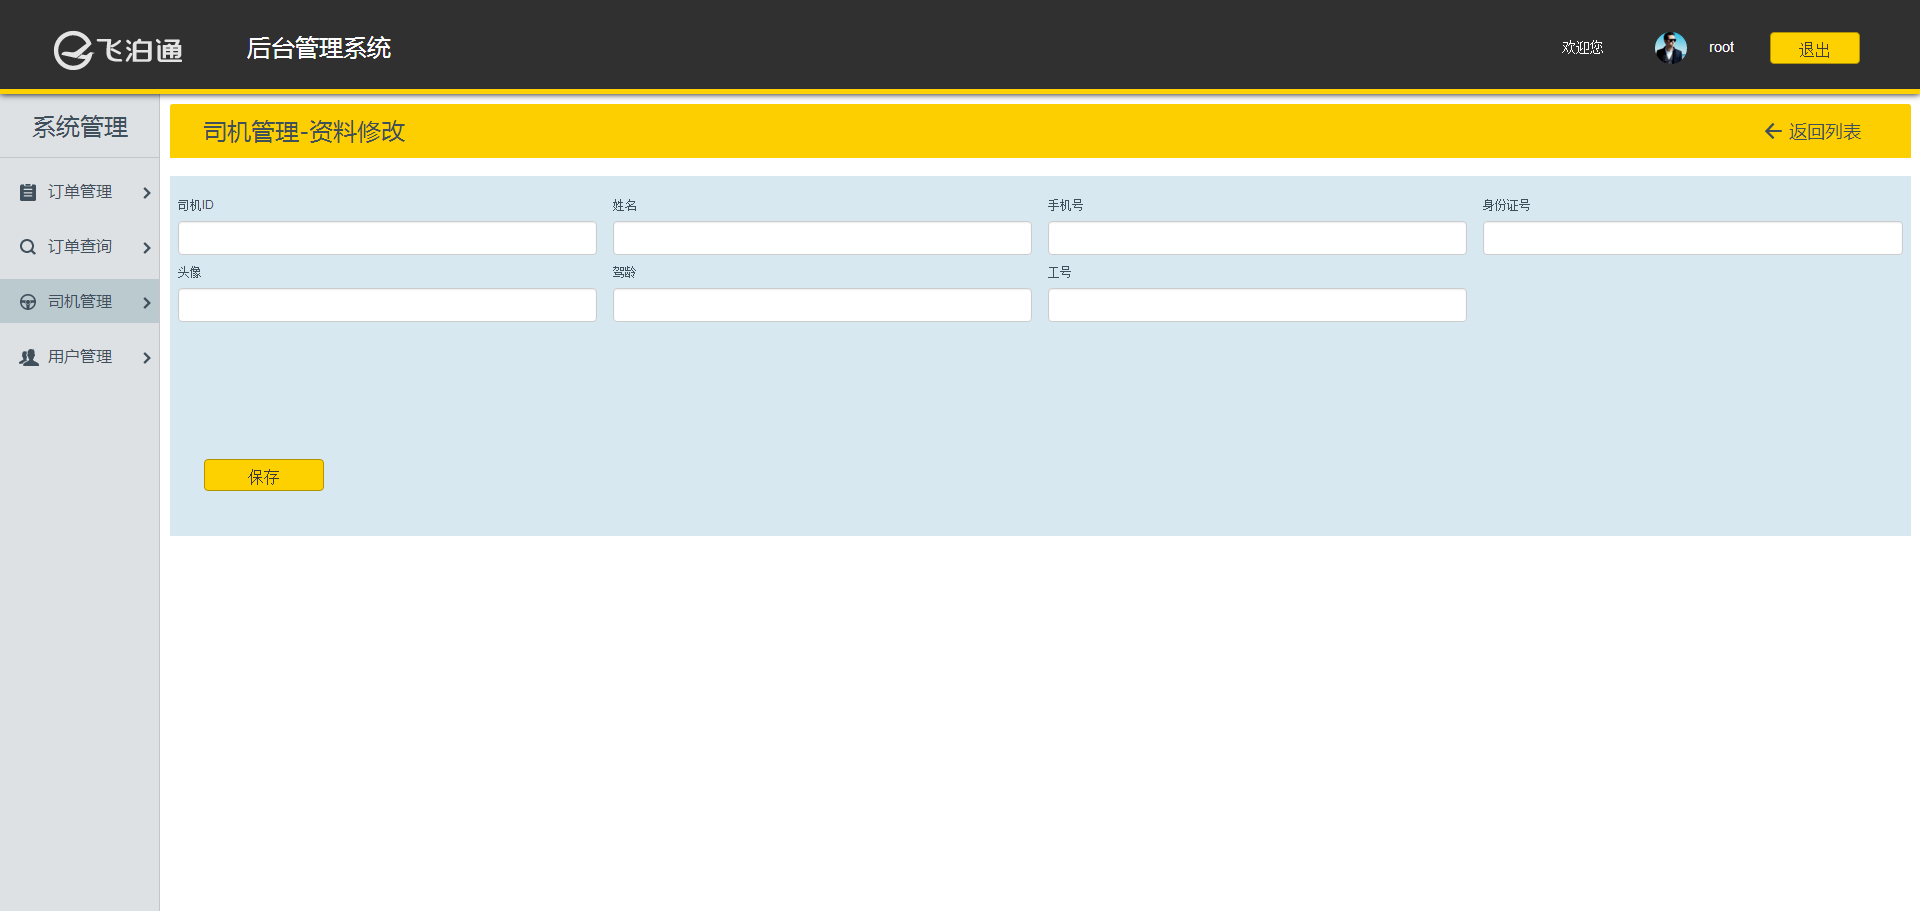 飞泊通
后台管理系统
欢迎您
root
退出
系统管理
订单管理
订单查询
司机管理
用户管理
司机管理-资料修改
返回列表
司机ID
姓名
手机号
身份证号
头像
驾龄
工号
保存